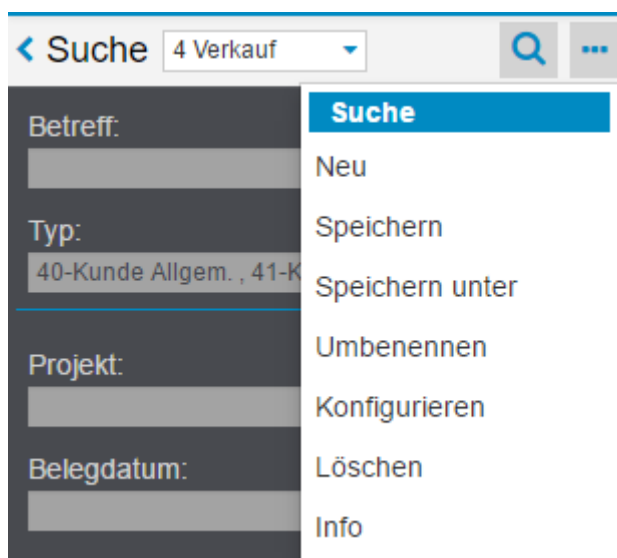 Suche 4 Verkauf
Suche
Betreff:
Neu
Speichern
Typ:
40-Kunde Allgem. , 41-K
Speichern unter
Umbenennen
Projekt:
Konfigurieren
Belegdatum:
Löschen
Info